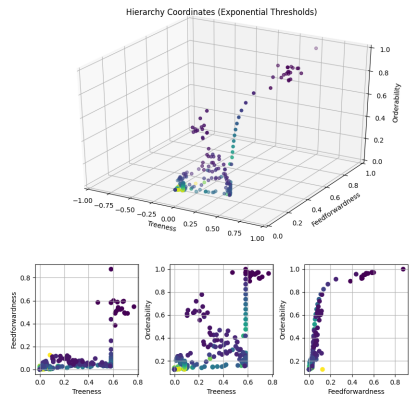 Hierarchy Coordinates (Exponential Thresholds)
1.0
0.8
0.6
0.4
0.2
0.0
Orderability
−1.00
−0.75
−0.50
−0.25
0.00
0.25
0.50
0.75
1.00
Treeness
0.0
0.2
0.4
0.6
0.8
1.0
Feedforwardness
0.8
0.6
0.4
0.2
0.0
Feedforwardness
0.0 0.2 0.4 0.6 0.8
Treeness
1.0
0.8
0.6
0.4
0.2
Orderability
0.0 0.2 0.4 0.6 0.8
Treeness
1.0
0.8
0.6
0.4
0.2
Orderability
0.0 0.2 0.4 0.6 0.8
Feedforwardness